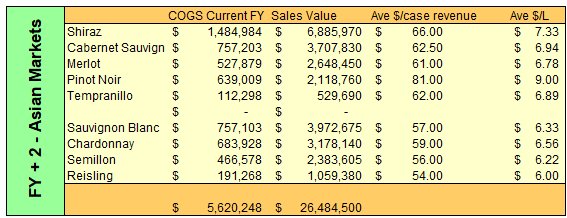 FY + 2 - Asian Markets
COGS Current FY Sales Value Ave $/case revenue Ave $/L
Shiraz $ 1,484,984 $ 6,885,970 $ 66.00 $ 7.33
Cabernet Sauvign $ 757,203 $ 3,707,830 $ 62.50 $ 6.94
Merlot $ 527,879 $ 2,648,450 $ 61.00 $ 6.78
Pinot Noir $ 639,009 $ 2,118,760 $ 81.00 $ 9.00
Tempranillo $ 112,298 $ 529,690 $ 62.00 $ 6.89
$ - $ -
Sauvignon Blanc $ 757,103 $ 3,972,675 $ 57.00 $ 6.33
Chardonnay $ 683,928 $ 3,178,140 $ 59.00 $ 6.56
Semillon $ 466,578 $ 2,383,605 $ 56.00 $ 6.22
Reisling $ 191,268 $ 1,059,380 $ 54.00 $ 6.00
$ 5,620,248 $ 26,484,500